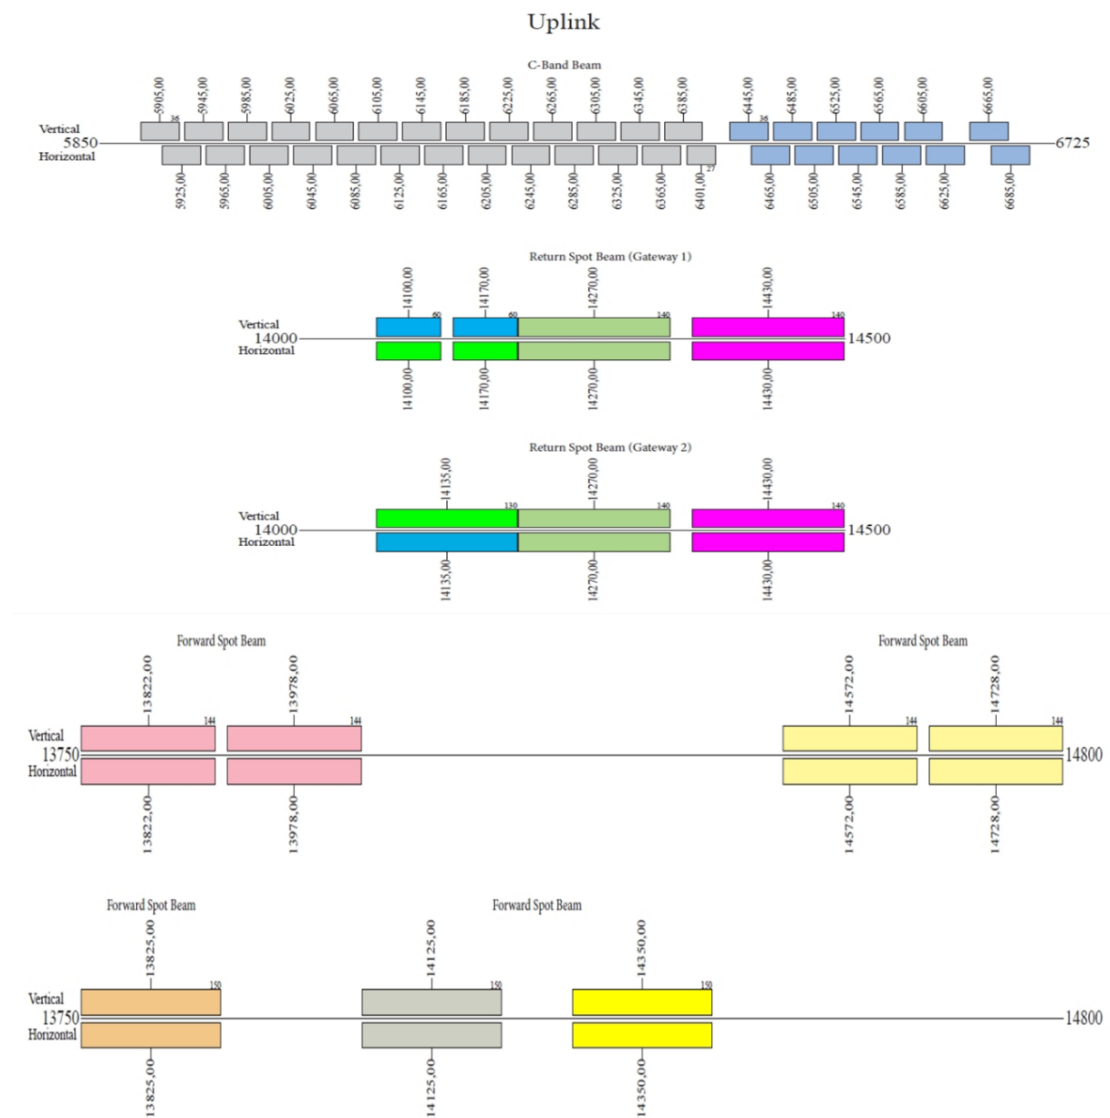 Uplink
C-Band Beam
5905,00 5945,00 5985,00 6025,00 6065,00 6105,00 6145,00 6185,00 6225,00 6265,00 6305,00 6345,00 6385,00 6445,00 6485,00 6525,00 6565,00 6605,00 6665,00
36 36
Vertical
5850 6725
Horizontal
27
5925,00 5965,00 6005,00 6045,00 6085,00 6125,00 6165,00 6205,00 6245,00 6285,00 6325,00 6365,00 6401,00 6465,00 6505,00 6545,00 6585,00 6625,00 6685,00
Return Spot Beam (Gateway 1)
14100,00 14170,00 14270,00 14430,00
60 60 140 140
Vertical
14000 14500
Horizontal
14100,00 14170,00 14270,00 14430,00
Return Spot Beam (Gateway 2)
14135,00 14270,00 14430,00
130 140 140
Vertical
14000 14500
Horizontal
14135,00 14270,00 14430,00
Forward Spot Beam Forward Spot Beam
13822,00 13978,00 14572,00 14728,00
144 144 144 144
Vertical
13750 14800
Horizontal
13822,00 13978,00 14572,00 14728,00
Forward Spot Beam Forward Spot Beam
13825,00 14125,00 14350,00
150 150 150
Vertical
13750 14800
Horizontal
13825,00 14125,00 14350,00